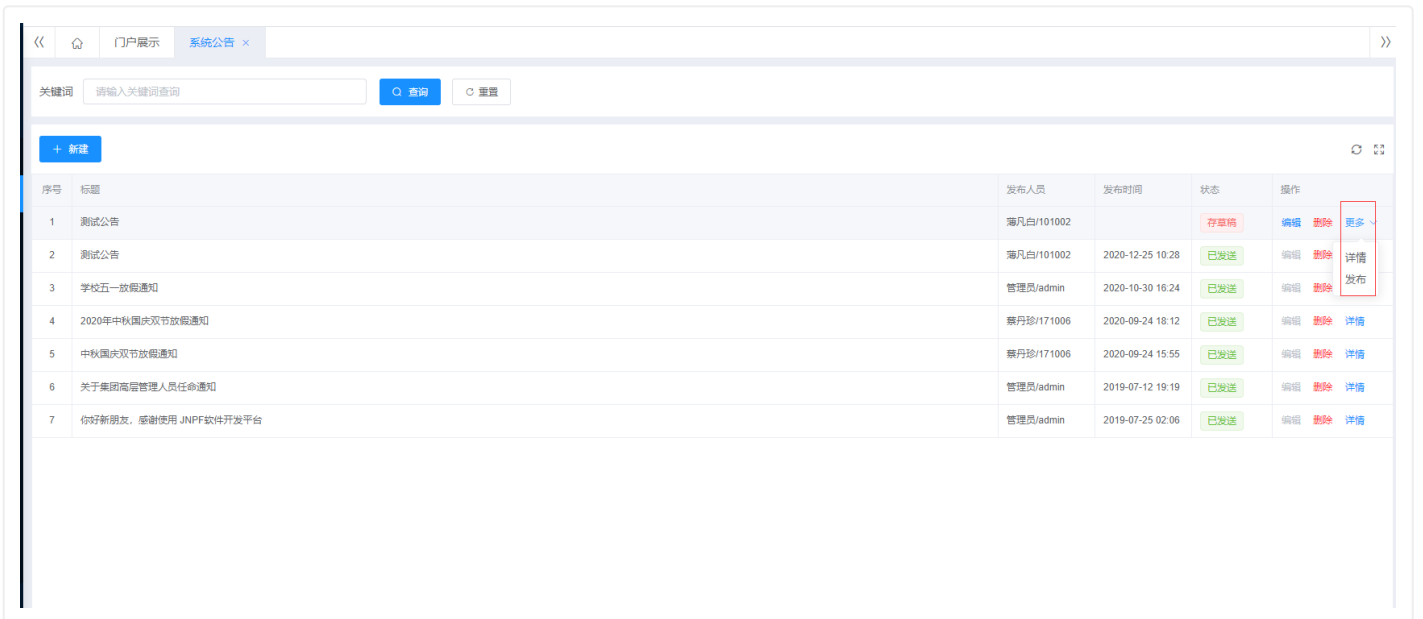 门户展示 系统公告 ×
关键词 请输入关键词查询 查询 重置
+ 新建
序号 标题 发布人员 发布时间 状态 操作
1 测试公告 蒲凡白/101002 存草稿 编辑 删除 更多
2 测试公告 蒲凡白/101002 2020-12-25 10:28 已发送 编辑 删除
详情
3 学校五一放假通知 管理员/admin 2020-10-30 16:24 已发送 编辑 删除
发布
4 2020年中秋国庆双节放假通知 蔡丹珍/171006 2020-09-24 18:12 已发送 编辑 删除 详情
5 中秋国庆双节放假通知 蔡丹珍/171006 2020-09-24 15:55 已发送 编辑 删除 详情
6 关于集团高层管理人员任命通知 管理员/admin 2019-07-12 19:19 已发送 编辑 删除 详情
7 你好新朋友，感谢使用 JNPF软件开发平台 管理员/admin 2019-07-25 02:06 已发送 编辑 删除 详情